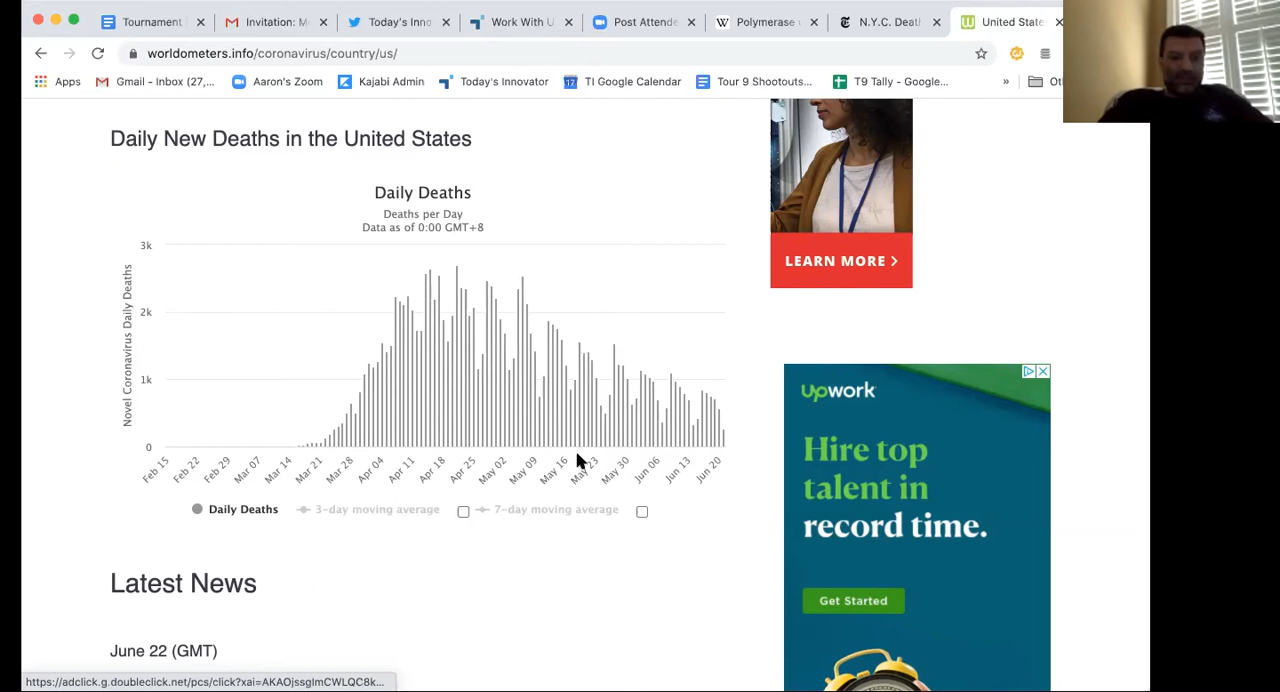 Tournament
Invitation: M
Today's Inno
Work With U
Post Attende
Polymerase
N.Y.C. Deat
United State
worldometers.info/coronavirus/country/us/
Apps
Gmail - Inbox (27,...
Aaron's Zoom
Kajabi Admin
Today's Innovator
17
TI Google Calendar
Tour 9 Shootouts...
T9 Tally - Google...
»
Ot
Daily New Deaths in the United States
Daily Deaths
Deaths per Day
Data as of 0:00 GMT+8
Novel Coronavirus Daily Deaths
3k
2k
1k
0
Feb 15
Feb 22
Feb 29
Mar 07
Mar 14
Mar 21
Mar 28
Apr 04
Apr 11
Apr 18
Apr 25
May 02
May 09
May 16
May 23
May 30
Jun 06
Jun 13
Jun 20
Daily Deaths
3-day moving average
7-day moving average
LEARN MORE >
Upwork
Hire top
talent in
record time.
Get Started
Latest News
June 22 (GMT)
https://adclick.g.doubleclick.net/pcs/click?xai=AKAOjssglmCWLQC8k...